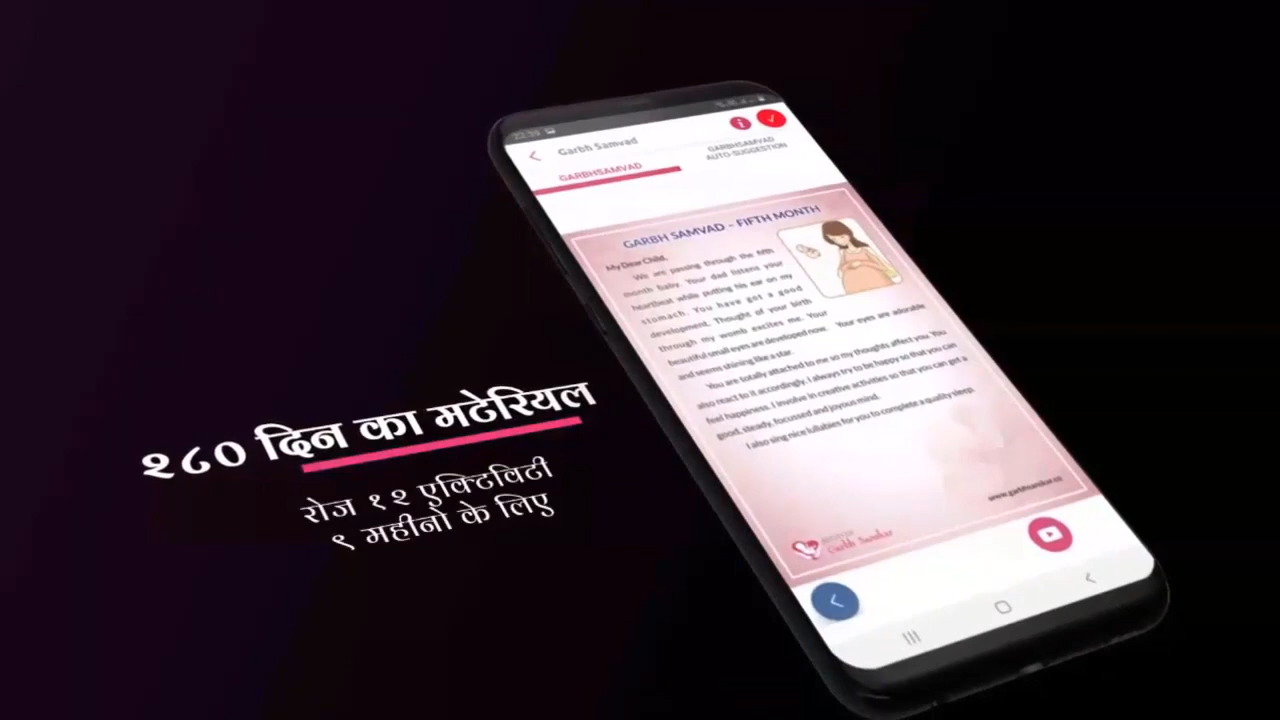 २८० दिन का मटेरियल
रोज १२ एक्टिविटी
९ महीनो के लिए
22:35
Garbh Samvad
GARBHSAMVAD
GARBHSAMVAD
AUTO-SUGGESTION
GARBH SAMVAD - FIFTH MONTH
My Dear Child,
We are passing through the fifth
month baby. Your dad listens your
heartbeat while putting his ear on my
stomach. You have got a good
development. Thought of your birth
through my womb excites me. Your
beautiful small eyes are developed now. Your eyes are adorable
and seems shining like a star.
You are totally attached to me so my thoughts affect you. You
also react to it accordingly. I always try to be happy so that you can
feel happiness. I involve in creative activities so that you can get a
good, steady, focussed and joyous mind.
I also sing nice lullabies for you to complete a quality sleep.
www.garbhsanskar.co
Garbh Sanskar